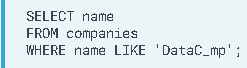 SELECT name
FROM companies
WHERE name LIKE 'DataC_mp';